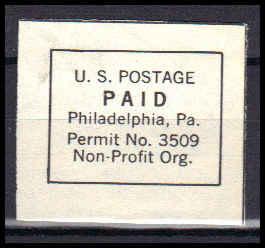 U. S. POSTAGE
PAID
Philadelphia, Pa.
Permit No. 3509
Non-Profit Org.